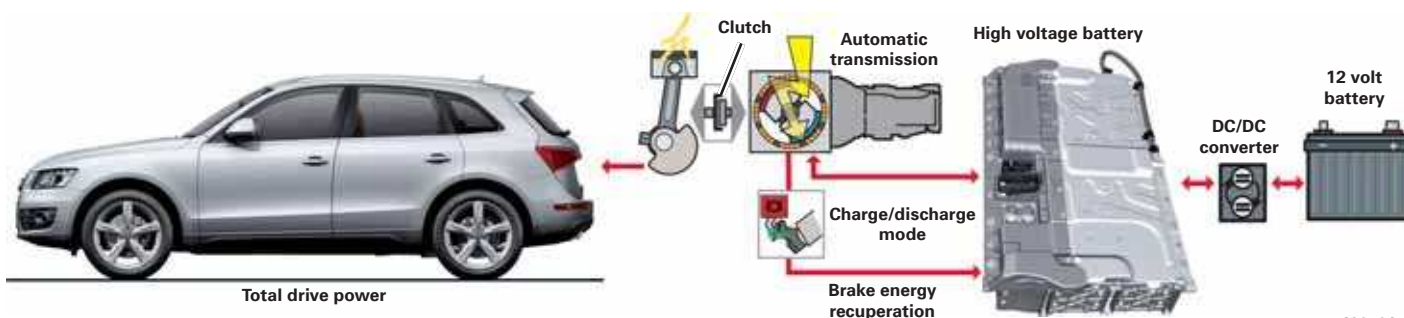 Clutch
Automatic
transmission
High voltage battery
12 volt
battery
DC/DC
converter
Charge/discharge
mode
Total drive power
Brake energy
recuperation